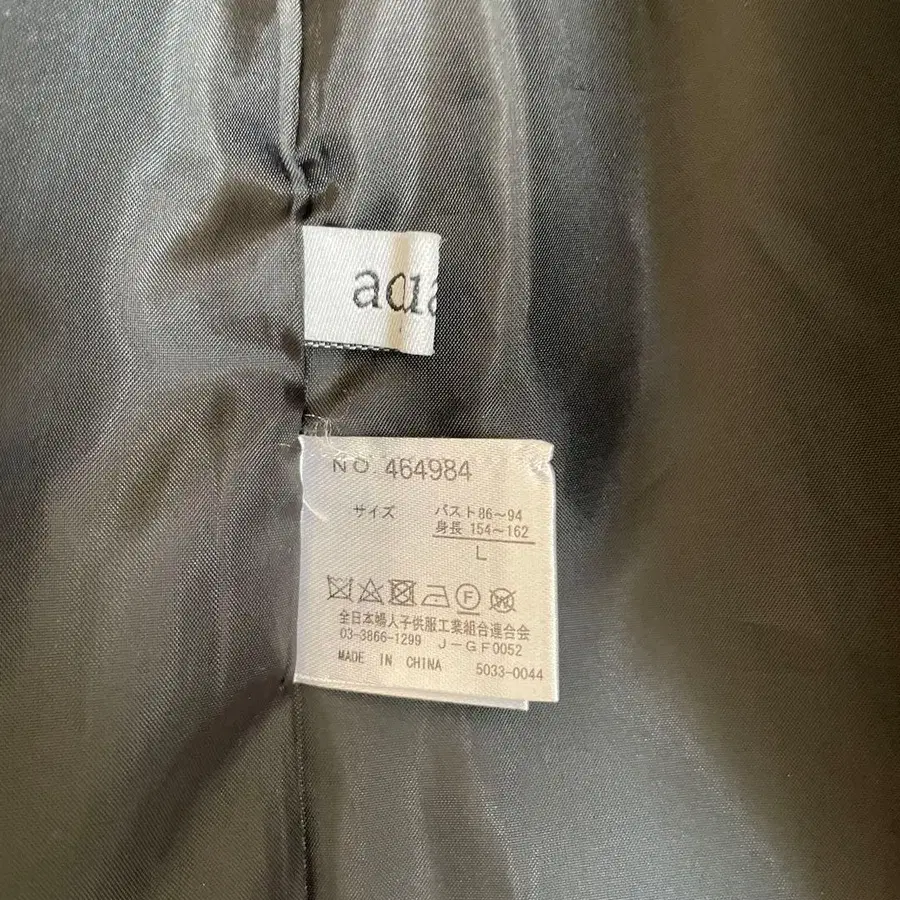 NO. 464984
サイズ バスト86～94
身長 154～162
L
全日本婦人子供服工業組合連合会
03-3866-1299 J-GF0052
MADE IN CHINA 5033-0044